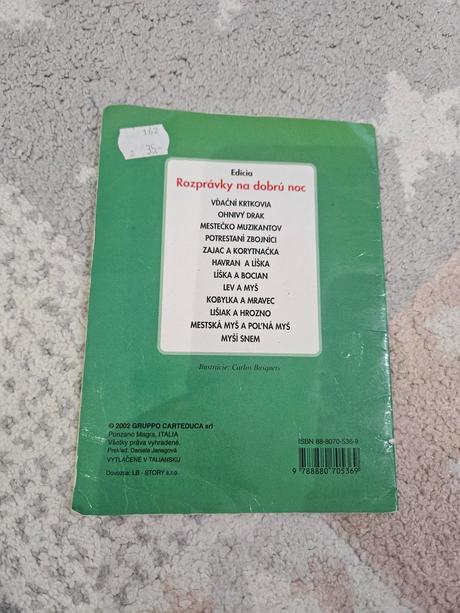 162
35,-
Edícia
Rozprávky na dobrú noc
VĎAČNÍ KRTKOVIA
OHNIVÝ DRAK
MESTEČKO MUZIKANTOV
POTRESTANÍ ZBOJNÍCI
ZAJAC A KORYTNAČKA
HAVRAN A LÍŠKA
LÍŠKA A BOCIAN
LEV A MYŠ
KOBYLKA A MRAVEC
LIŠIAK A HROZNO
MESTSKÁ MYŠ A POĽNÁ MYŠ
MYŠÍ SNEM
Ilustrácie: Carlos Busquets
© 2002 GRUPPO CARTEDUCA srl
Ponzano Magra, ITALIA
Všetky práva vyhradené.
Preklad: Daniela Jansgová
VYTLAČENÉ V TALIANSKU
Dovozca: LB - STORY s.r.o.
ISBN 88-8070-536-9
9 788880 705369